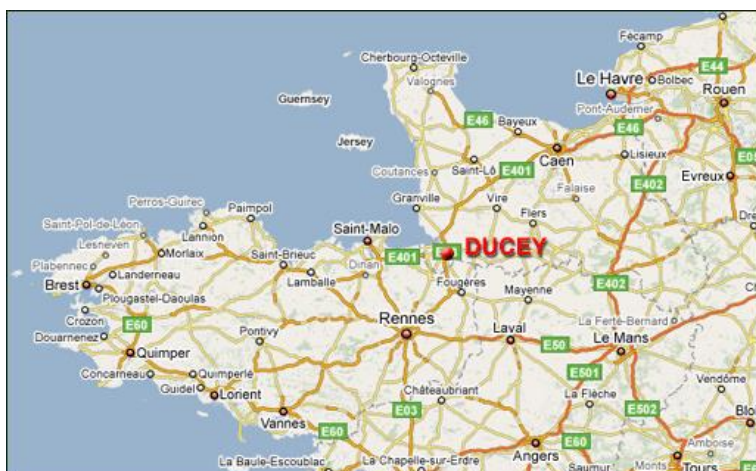 Fécamp
Cherbourg-Octeville
E44
Bolbec
Valognes
Le Havre
Rouen
Guernsey
Pont-Audemer
E46
Bayeux
E46
Jersey
Caen
Lisieux
Saint-Lô
E401
Coutances
Evreux
E402
Perros-Guirec
Granville
Vire
Falaise
Paimpol
Saint-Pol-de-Léon
Lannion
Saint-Malo
Flers
Lesneven
Morlaix
Saint-Brieuc
E401
DUCEY
Plabennec
Landerneau
Lamballe
Dinan
Brest
Fougères
Mayenne
E402
Plougastel-Daoulas
Crozon
E60
Rennes
La Ferté-Bernard
Douarnenez
Pontivy
Laval
E50
Le Mans
Quimper
Concarneau
Quimperlé
E501
Guidel
Lorient
Châteaubriant
La Flèche
Vendôme
Vannes
E03
E502
E60
Angers
E60
Amboise
La Baule-Escoublac
La Chapelle-sur-Erdre
Saumur
Monts
Tours